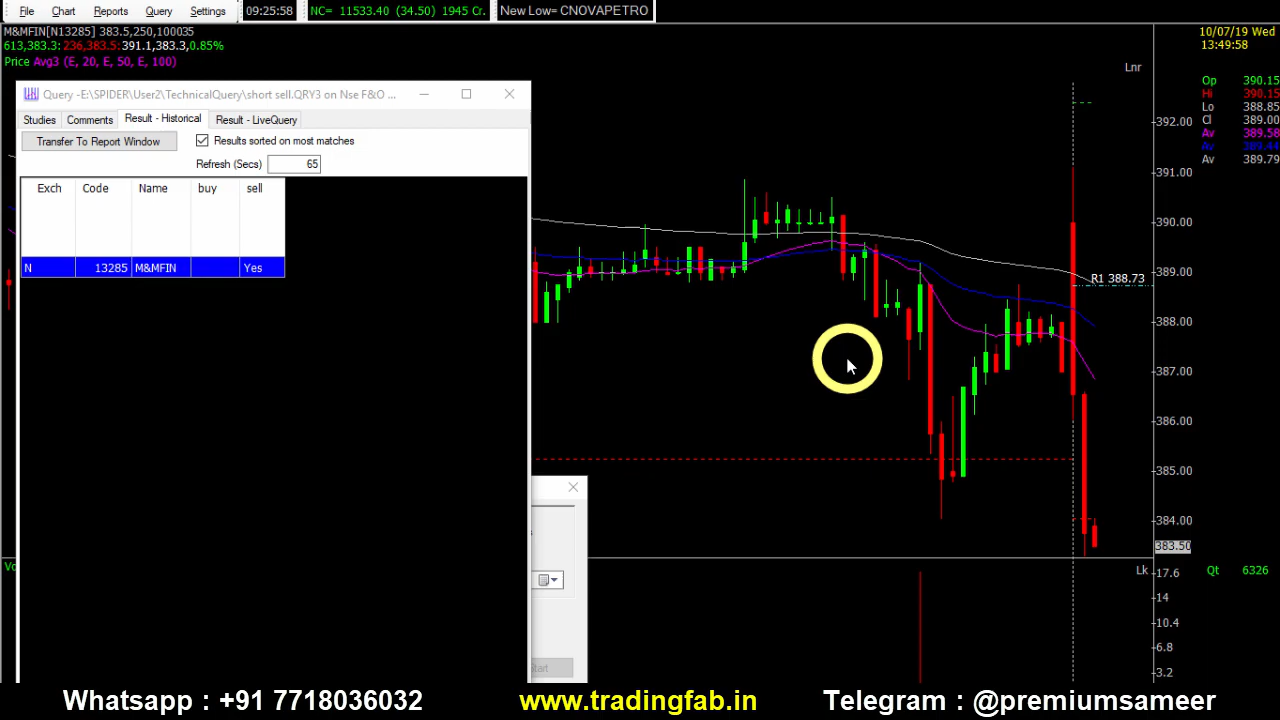 File Chart Reports Query Settings 09:25:58 NC= 11533.40 (34.50) 1945 Cr. New Low= CNOVAPETRO
M&MFIN[N13285] 383.5,250,100035
613,383.3: 236,383.5: 391.1,383.3,0.85%
Price Avg3 (E, 20, E, 50, E, 100)
10/07/19 Wed
13:49:58
Lnr
Op 390.15
Hi 390.15
Lo 388.85
Cl 389.00
Av 389.58
Av 389.44
Av 389.79
Query -E:\SPIDER\User2\TechnicalQuery\short sell.QRY3 on Nse F&O ...
Studies Comments Result - Historical Result - LiveQuery
Transfer To Report Window Results sorted on most matches
Refresh (Secs) 65
Exch Code Name buy sell
N 13285 M&MFIN Yes
392.00
391.00
390.00
389.00
R1 388.73
388.00
387.00
386.00
385.00
384.00
383.50
Lk 17.6
Qt 6326
14
10.4
6.8
3.2
Start
Whatsapp : +91 7718036032 www.tradingfab.in Telegram : @premiumsameer